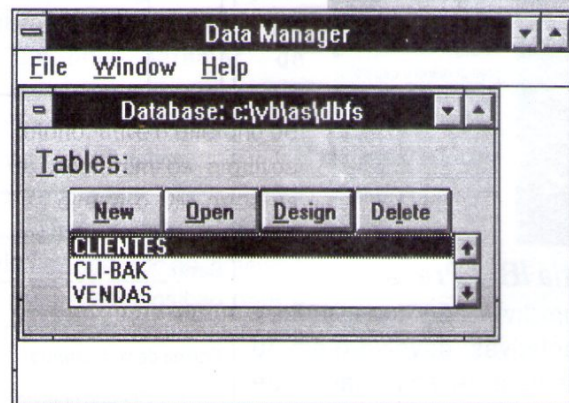 Data Manager
File Window Help
Database: c:\vb\as\dbfs
Tables:
New Open Design Delete
CLIENTES
CLI-BAK
VENDAS